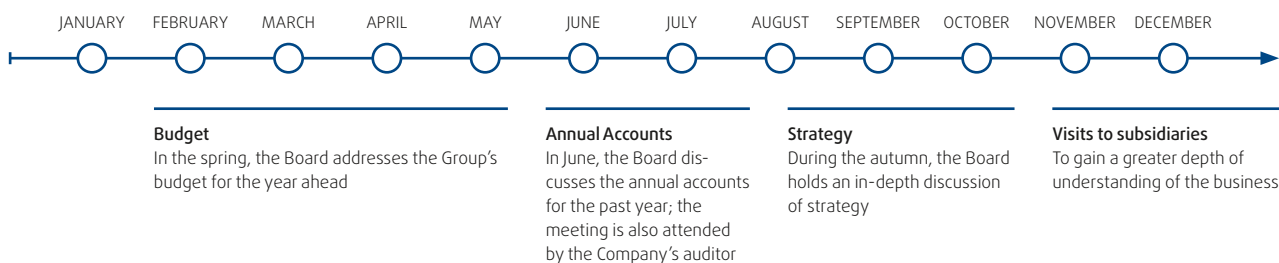 JANUARY FEBRUARY MARCH APRIL MAY JUNE JULY AUGUST SEPTEMBER OCTOBER NOVEMBER DECEMBER
Budget
In the spring, the Board addresses the Group's
budget for the year ahead
Annual Accounts
In June, the Board dis-
cusses the annual accounts
for the past year; the
meeting is also attended
by the Company's auditor
Strategy
During the autumn, the Board
holds an in-depth discussion
of strategy
Visits to subsidiaries
To gain a greater depth of
understanding of the business